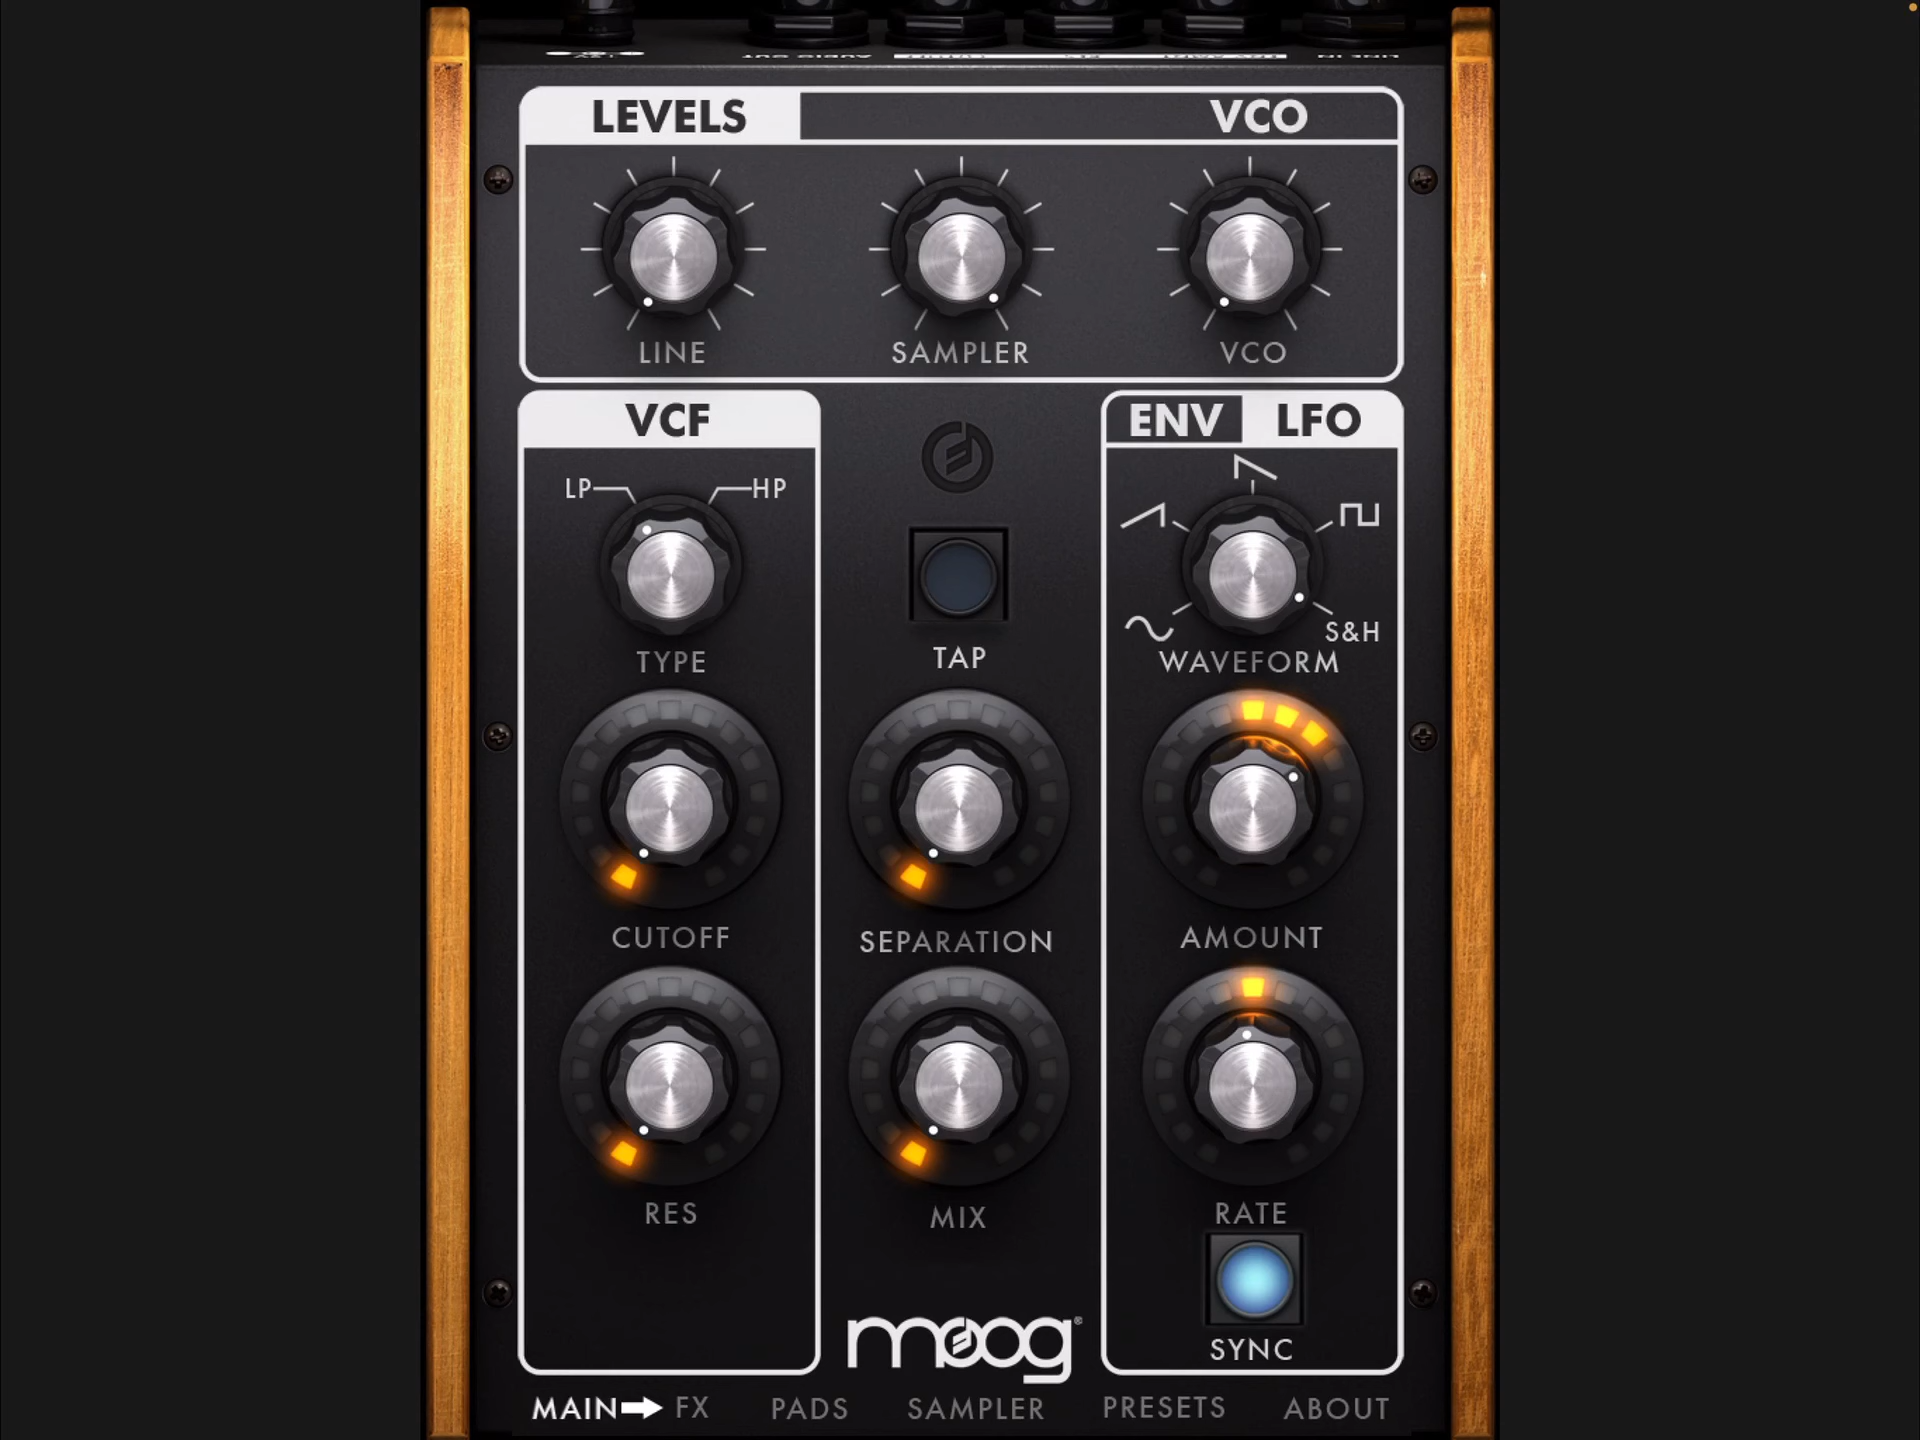 LEVELS VCO
LINE SAMPLER VCO
VCF
LP HP
TYPE
CUTOFF
RES
TAP
SEPARATION
MIX
moog®
ENV LFO
S&H
WAVEFORM
AMOUNT
RATE
SYNC
MAIN FX PADS SAMPLER PRESETS ABOUT